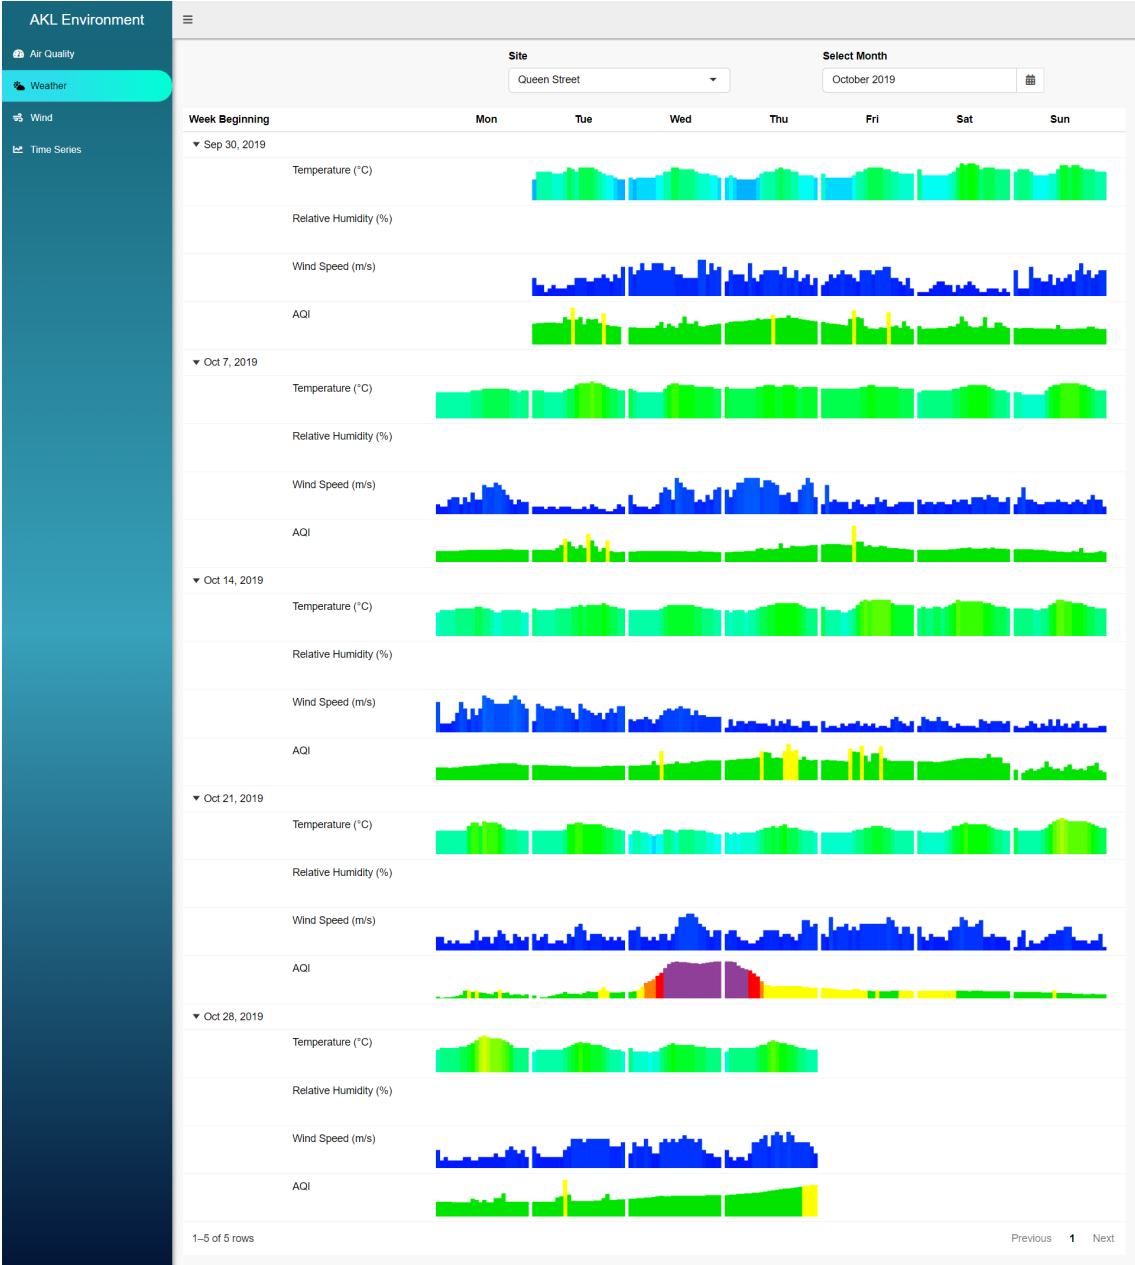 AKL Environment
Air Quality
Weather
Wind
Time Series
Site
Select Month
Queen Street
October 2019
Week Beginning Mon Tue Wed Thu Fri Sat Sun
Sep 30, 2019
Temperature (°C)
Relative Humidity (%)
Wind Speed (m/s)
AQI
Oct 7, 2019
Temperature (°C)
Relative Humidity (%)
Wind Speed (m/s)
AQI
Oct 14, 2019
Temperature (°C)
Relative Humidity (%)
Wind Speed (m/s)
AQI
Oct 21, 2019
Temperature (°C)
Relative Humidity (%)
Wind Speed (m/s)
AQI
Oct 28, 2019
Temperature (°C)
Relative Humidity (%)
Wind Speed (m/s)
AQI
1–5 of 5 rows
Previous 1 Next